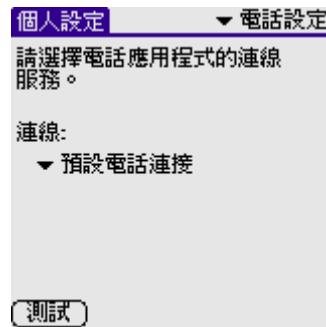 個人設定 ▼ 電話設定
請選擇電話應用程式的連線
服務。
連線:
▼ 預設電話連接
測試